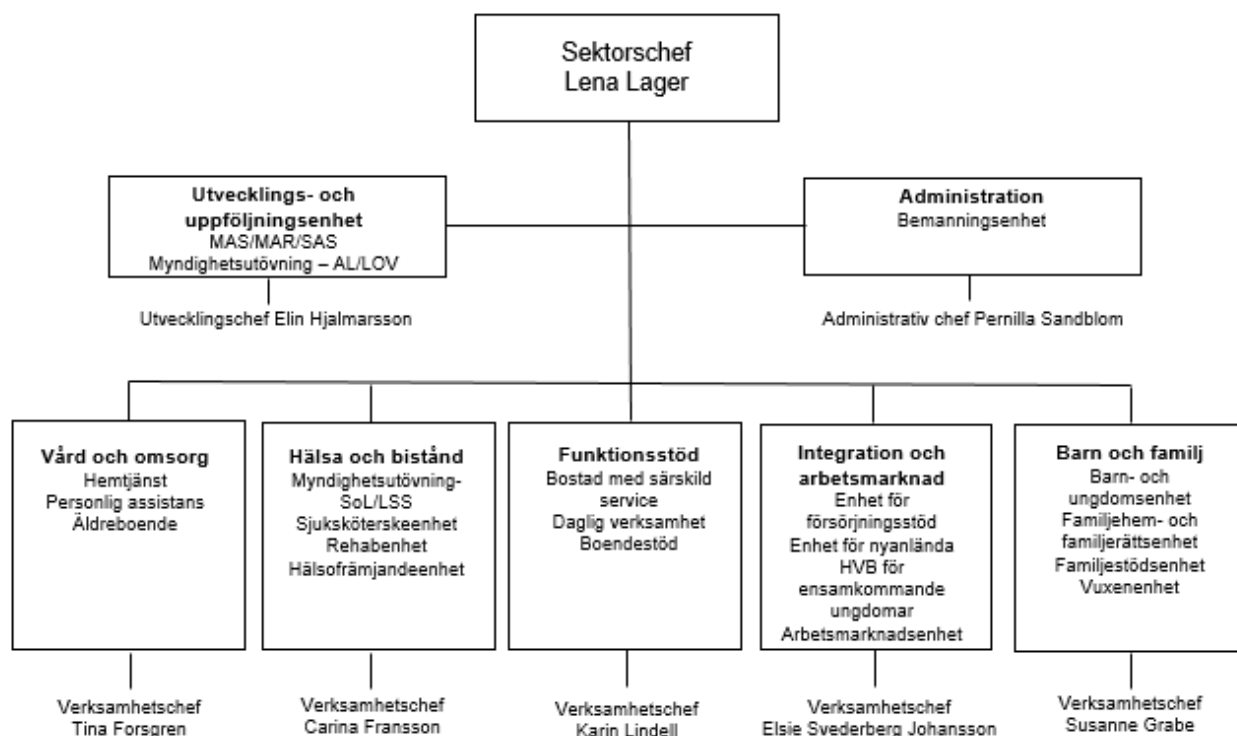 Sektorschef
Lena Lager
Utvecklings- och
uppföljningsenhet
MAS/MAR/SAS
Myndighetsutövning – AL/LOV
Utvecklingschef Elin Hjalmarsson
Administration
Bemanningsenhet
Administrativ chef Pernilla Sandblom
Vård och omsorg
Hemtjänst
Personlig assistans
Äldreboende
Verksamhetschef
Tina Forsgren
Hälsa och bistånd
Myndighetsutövning-
SoL/LSS
Sjuksköterskeenhet
Rehabenhet
Hälsofrämjandeenhet
Verksamhetschef
Carina Fransson
Funktionsstöd
Bostad med särskild
service
Daglig verksamhet
Boendestöd
Verksamhetschef
Karin Lindell
Integration och
arbetsmarknad
Enhet för
försörjningsstöd
Enhet för nyanlända
HVB för
ensamkommande
ungdomar
Arbetsmarknadsenhet
Verksamhetschef
Elsie Svederberg Johansson
Barn och familj
Barn- och
ungdomsenhet
Familjehem- och
familjerättsenhet
Familjestödsenhet
Vuxenenhet
Verksamhetschef
Susanne Grabe